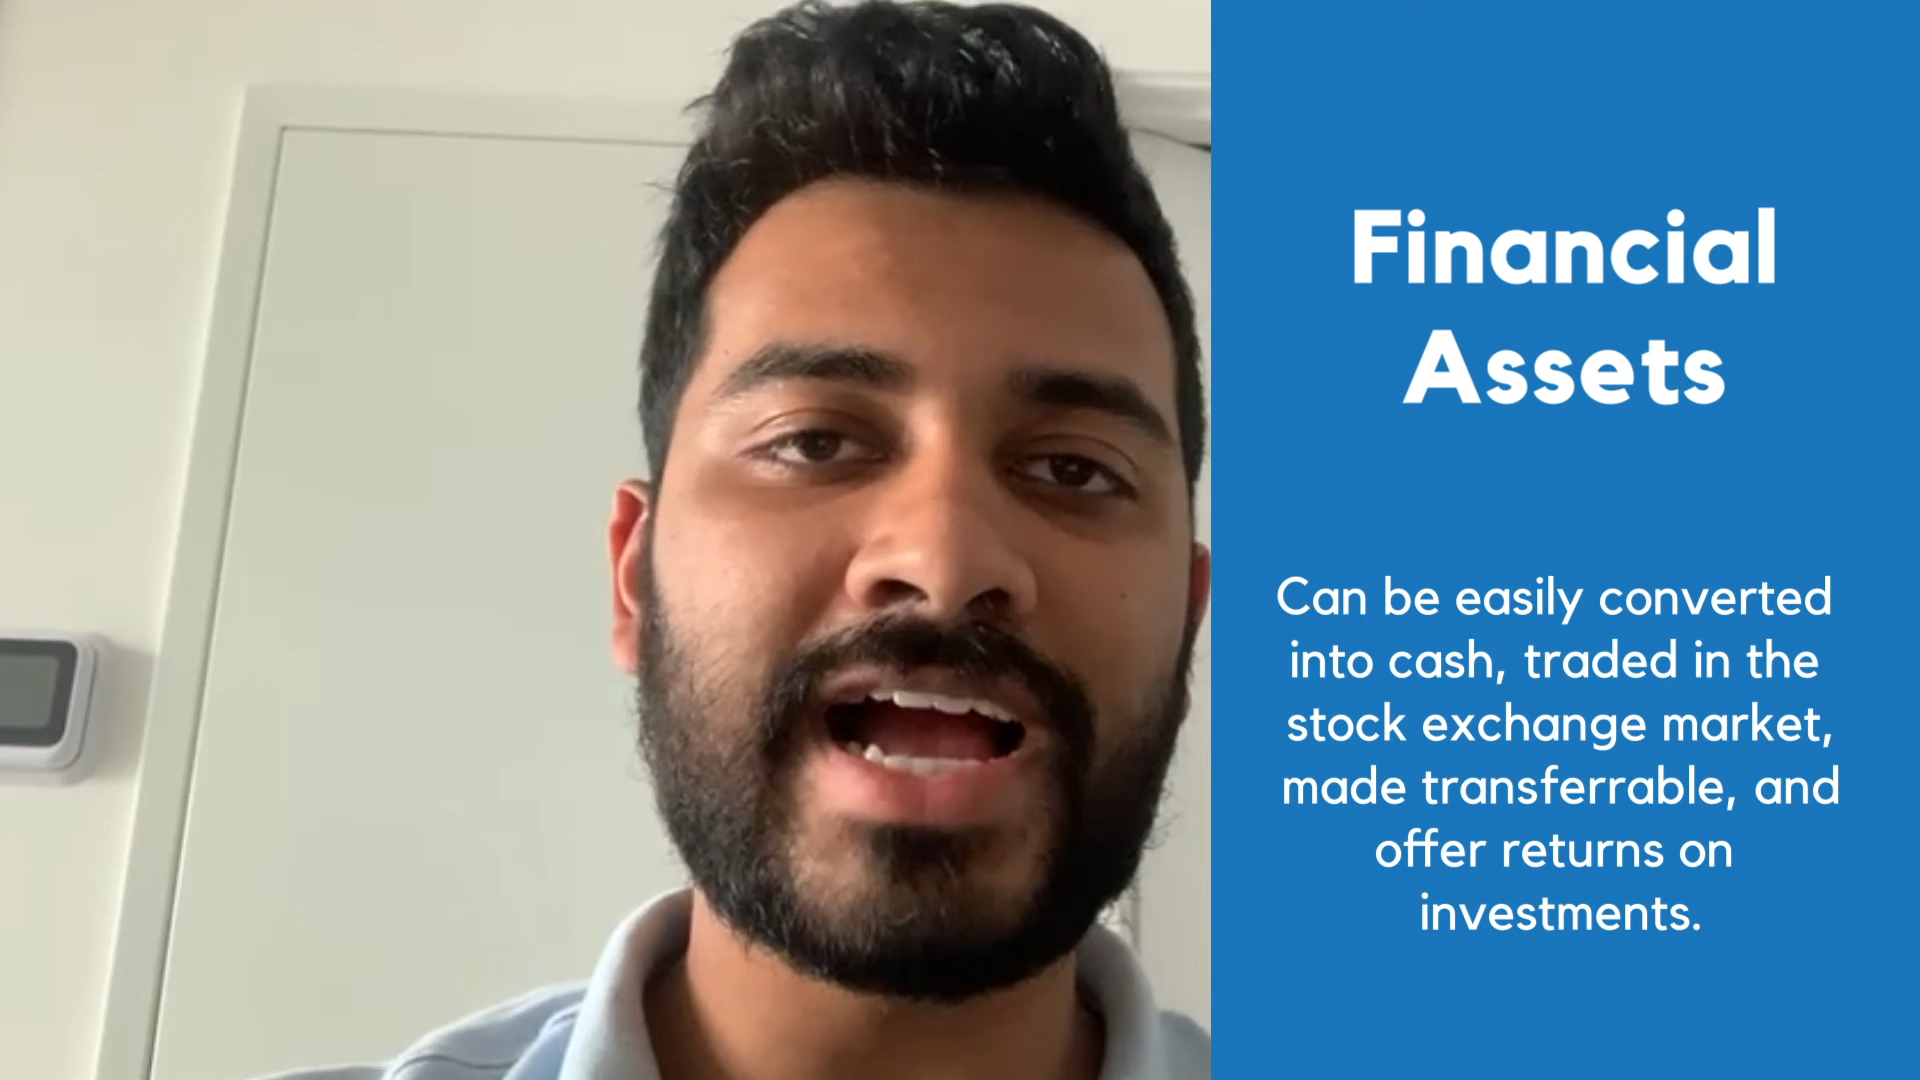 Financial
Assets
Can be easily converted
into cash, traded in the
stock exchange market,
made transferrable, and
offer returns on
investments.